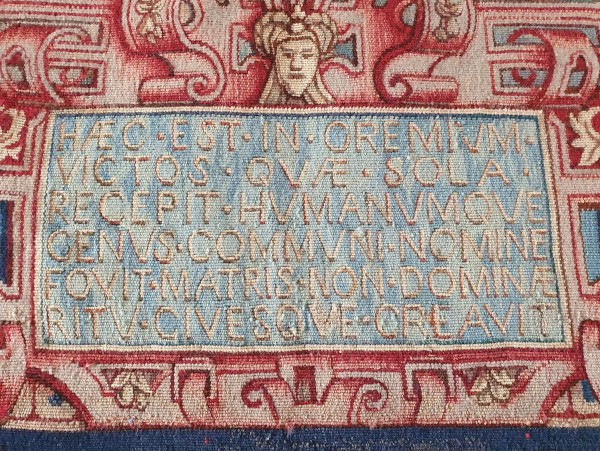 HÆC·EST·IN·GREMIVM·
VICTOS·QVÆ·SOLA·
RECEPIT·HVMANVMQVE
GENVS·COMMVNI·NOMINE
FOVIT·MATRIS·NON·DOMINÆ
RITV·CIVESQVE·CREAVIT